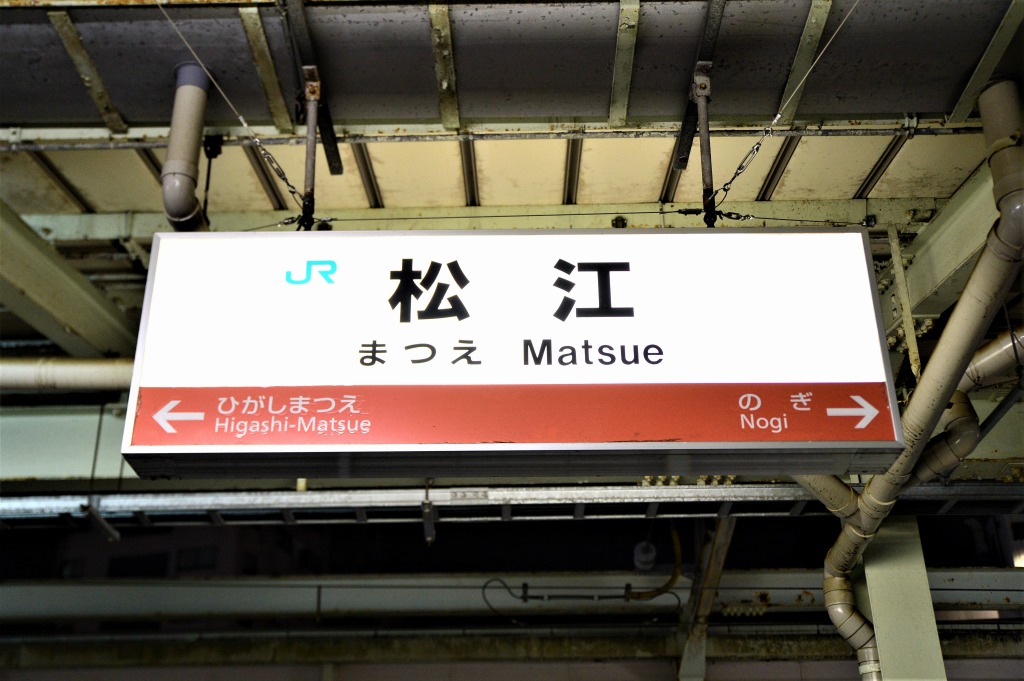 JR 松江
まつえ Matsue
← ひがしまつえ のぎ →
Higashi-Matsue Nogi